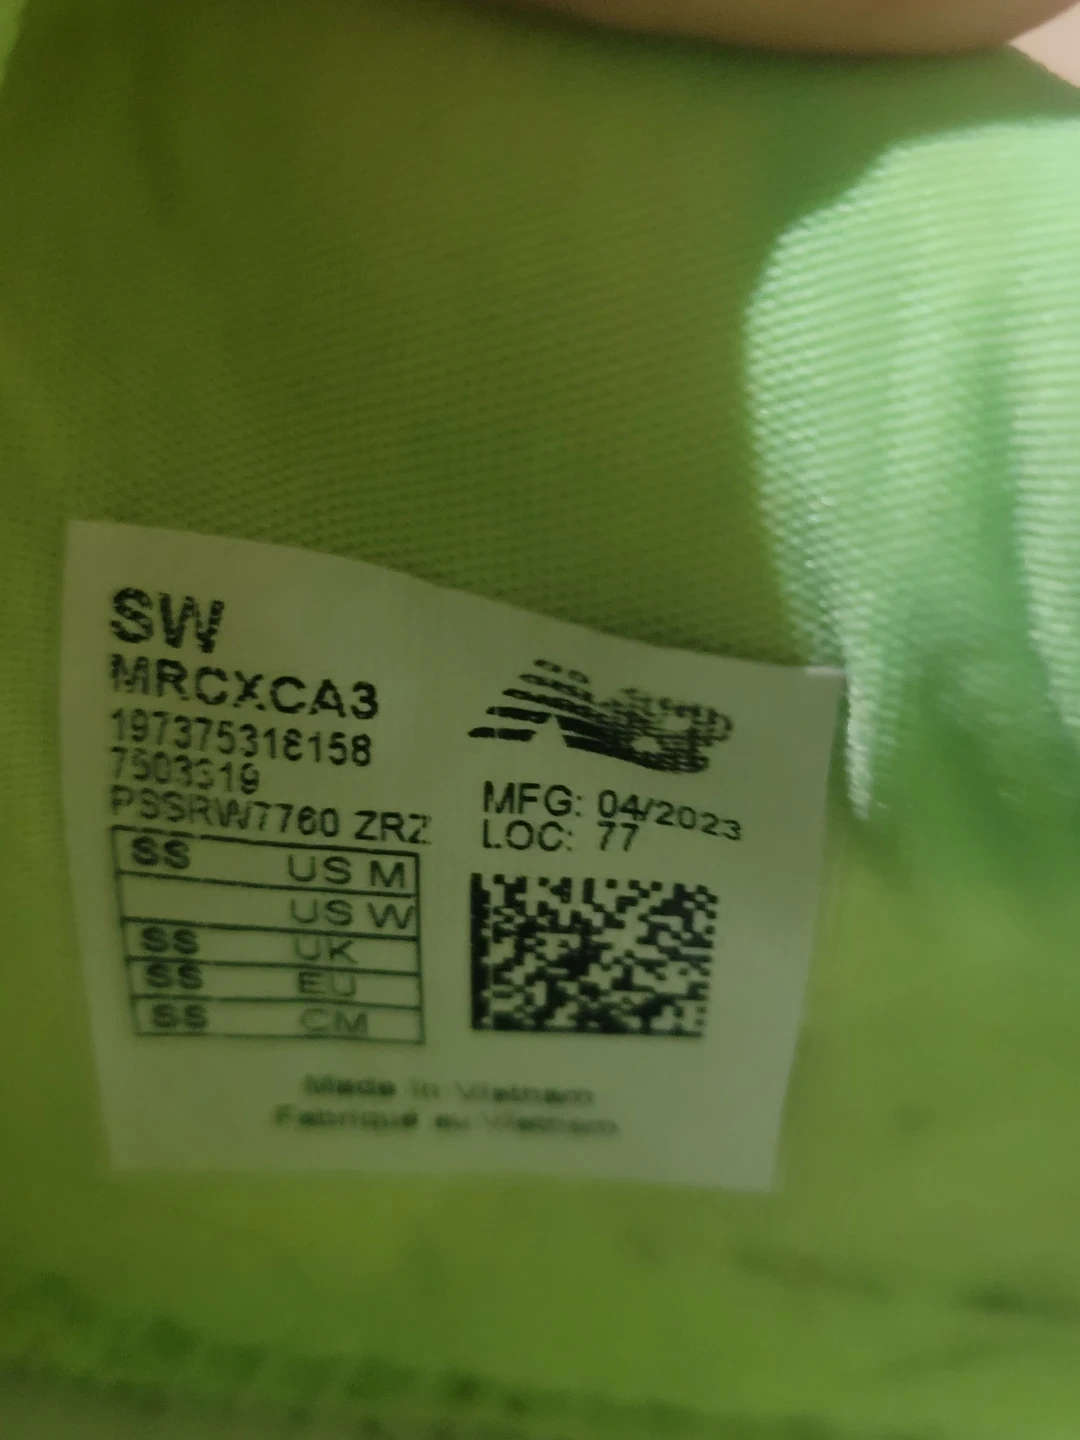 SW
MRCXCA3
197375318158
7503319
PSSRW7760 ZRZ
SS US M
US W
SS UK
SS EU
SS CM
MFG: 04/2023
LOC: 77
Made in Vietnam
Fabriqué au Vietnam